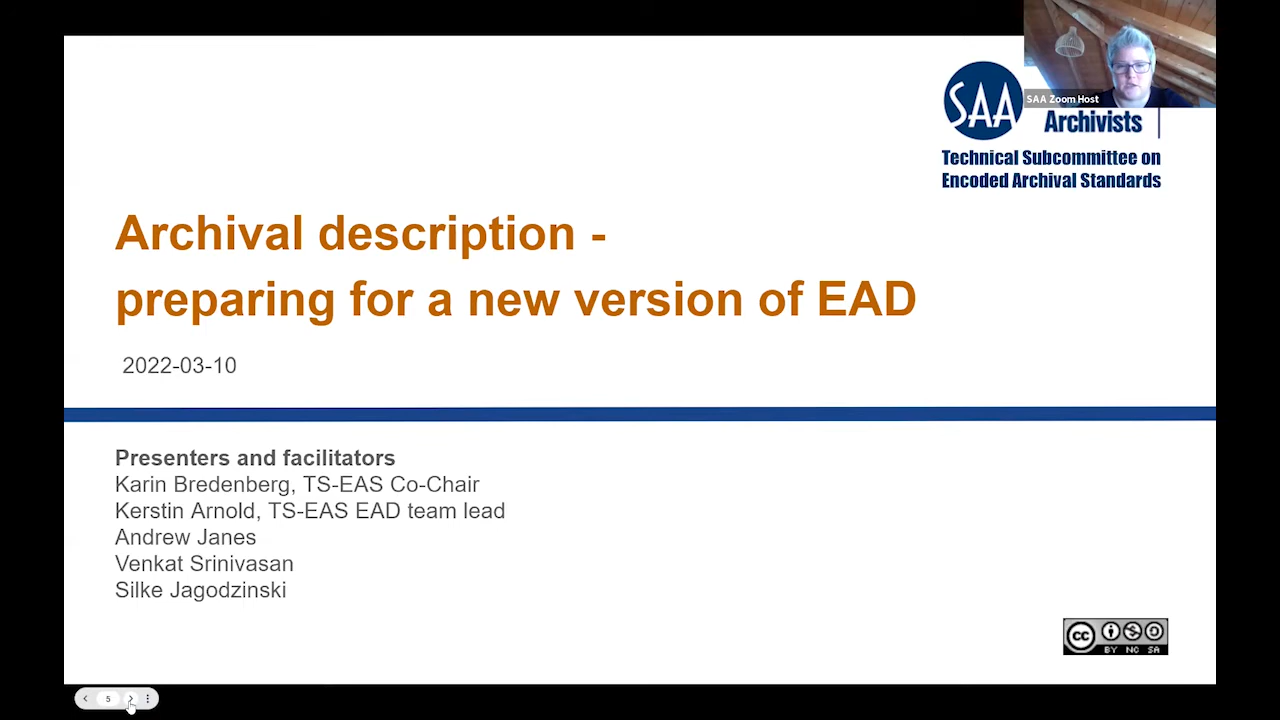 SAA
SAA Zoom Host
Archivists
Technical Subcommittee on
Encoded Archival Standards
Archival description -
preparing for a new version of EAD
2022-03-10
Presenters and facilitators
Karin Bredenberg, TS-EAS Co-Chair
Kerstin Arnold, TS-EAS EAD team lead
Andrew Janes
Venkat Srinivasan
Silke Jagodzinski
cc
BY NC SA
5